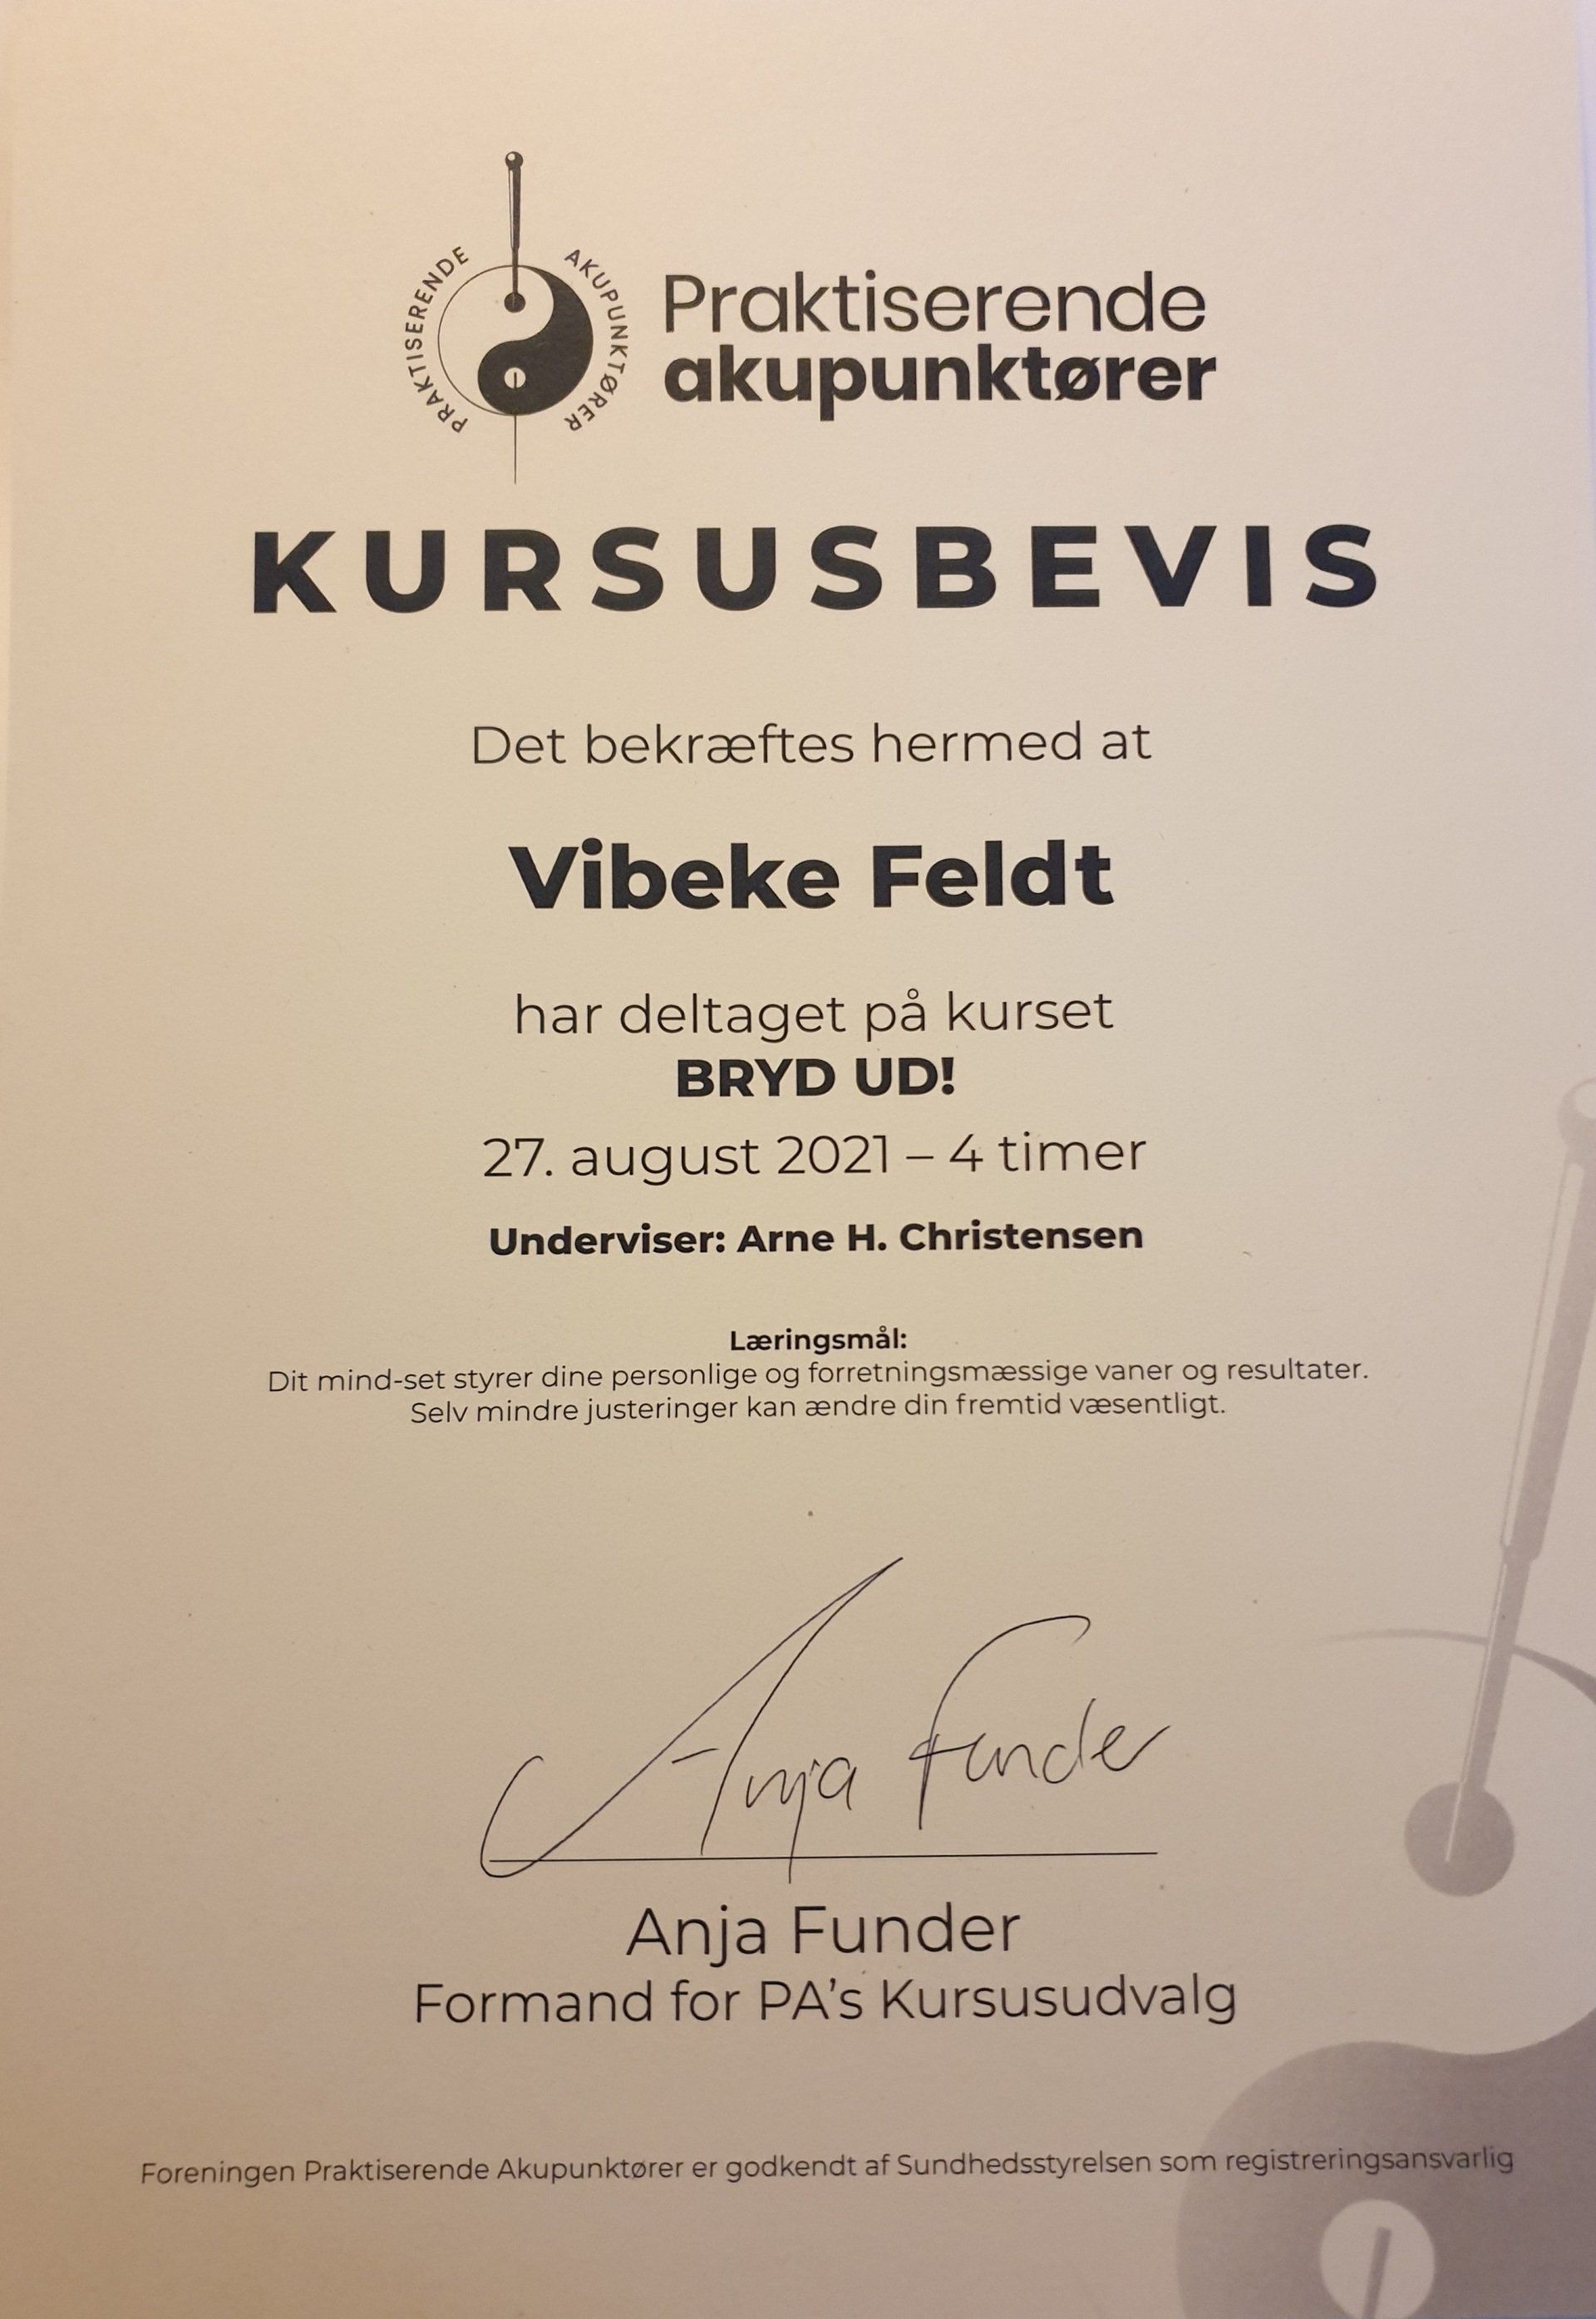 PRAKTISERENDE AKUPUNKTØRER
Praktiserende
akupunktører
KURSUSBEVIS
Det bekræftes hermed at
Vibeke Feldt
har deltaget på kurset
BRYD UD!
27. august 2021 – 4 timer
Underviser: Arne H. Christensen
Læringsmål:
Dit mind-set styrer dine personlige og forretningsmæssige vaner og resultater.
Selv mindre justeringer kan ændre din fremtid væsentligt.
Anja Funder
Anja Funder
Formand for PA's Kursusudvalg
Foreningen Praktiserende Akupunktører er godkendt af Sundhedsstyrelsen som registreringsansvarlig